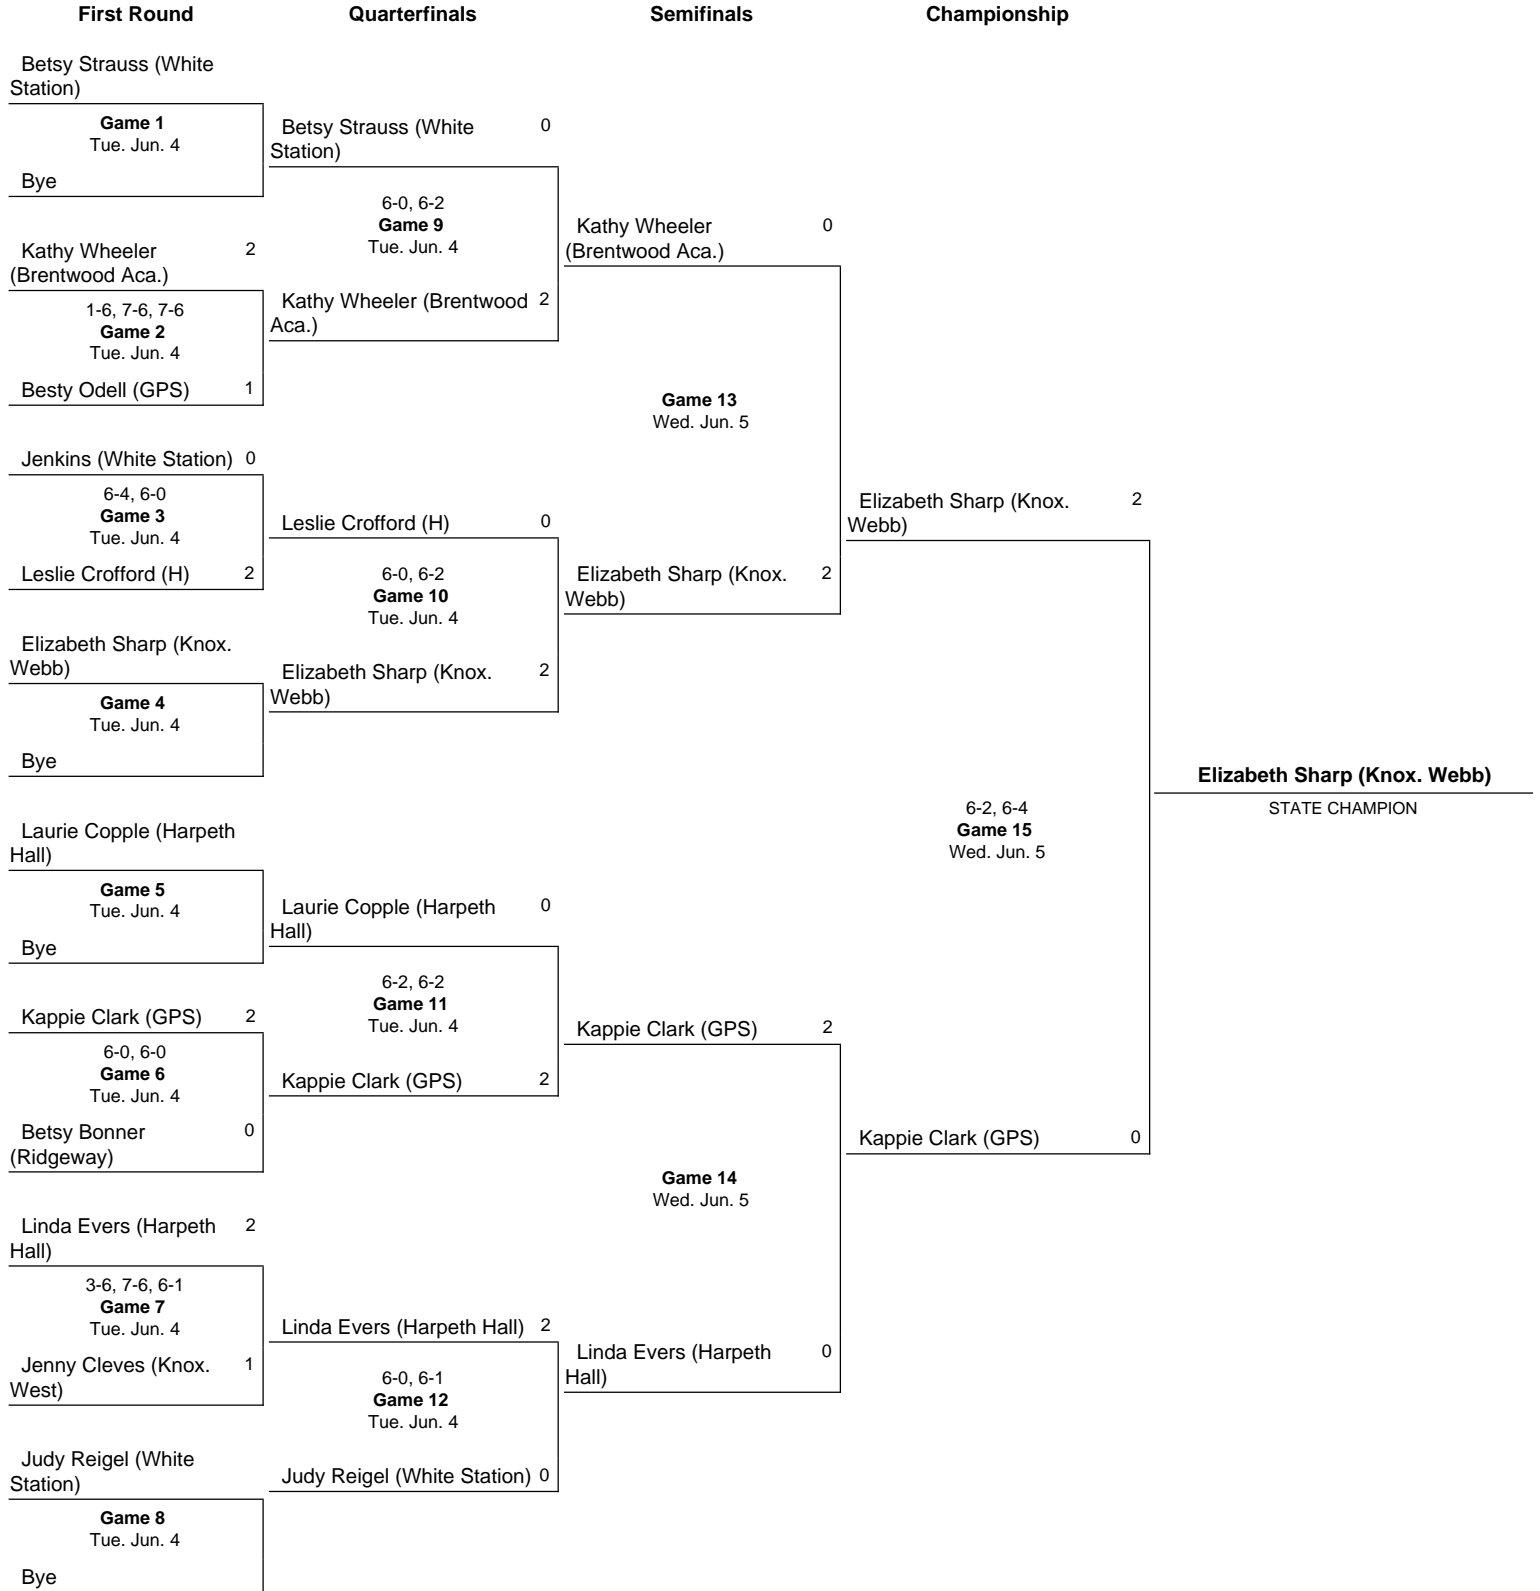 First Round
Quarterfinals
Semifinals
Championship
Betsy Strauss (White
Station)
Game 1
Tue. Jun. 4
Bye
Kathy Wheeler 2
(Brentwood Aca.)
1-6, 7-6, 7-6
Game 2
Tue. Jun. 4
Besty Odell (GPS) 1
Jenkins (White Station) 0
6-4, 6-0
Game 3
Tue. Jun. 4
Leslie Crofford (H) 2
Elizabeth Sharp (Knox.
Webb)
Game 4
Tue. Jun. 4
Bye
Laurie Copple (Harpeth
Hall)
Game 5
Tue. Jun. 4
Bye
Kappie Clark (GPS) 2
6-0, 6-0
Game 6
Tue. Jun. 4
Betsy Bonner 0
(Ridgeway)
Linda Evers (Harpeth 2
Hall)
3-6, 7-6, 6-1
Game 7
Tue. Jun. 4
Jenny Cleves (Knox. 1
West)
Judy Reigel (White
Station)
Game 8
Tue. Jun. 4
Bye
Betsy Strauss (White 0
Station)
6-0, 6-2
Game 9
Tue. Jun. 4
Kathy Wheeler (Brentwood 2
Aca.)
Leslie Crofford (H) 0
6-0, 6-2
Game 10
Tue. Jun. 4
Elizabeth Sharp (Knox. 2
Webb)
Laurie Copple (Harpeth 0
Hall)
6-2, 6-2
Game 11
Tue. Jun. 4
Kappie Clark (GPS) 2
Linda Evers (Harpeth Hall) 2
6-0, 6-1
Game 12
Tue. Jun. 4
Judy Reigel (White Station) 0
Kathy Wheeler 0
(Brentwood Aca.)
Game 13
Wed. Jun. 5
Elizabeth Sharp (Knox. 2
Webb)
Kappie Clark (GPS) 2
Game 14
Wed. Jun. 5
Linda Evers (Harpeth 0
Hall)
Elizabeth Sharp (Knox. 2
Webb)
6-2, 6-4
Game 15
Wed. Jun. 5
Kappie Clark (GPS) 0
Elizabeth Sharp (Knox. Webb)
STATE CHAMPION